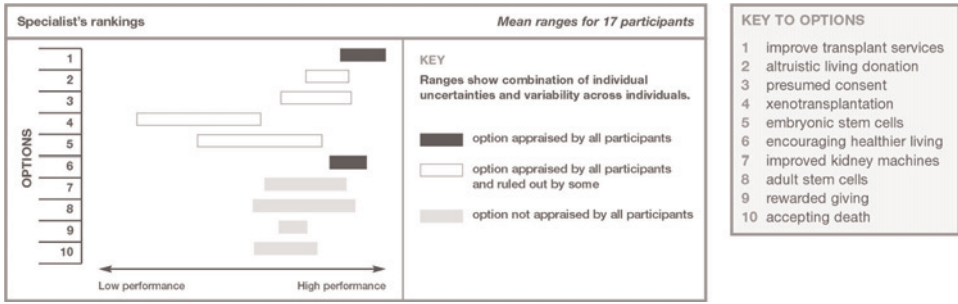 Specialist's rankings
Mean ranges for 17 participants
OPTIONS
1
2
3
4
5
6
7
8
9
10
Low performance
High performance
KEY
Ranges show combination of individual
uncertainties and variability across individuals.
option appraised by all participants
option appraised by all participants
and ruled out by some
option not appraised by all participants
KEY TO OPTIONS
1 improve transplant services
2 altruistic living donation
3 presumed consent
4 xenotransplantation
5 embryonic stem cells
6 encouraging healthier living
7 improved kidney machines
8 adult stem cells
9 rewarded giving
10 accepting death